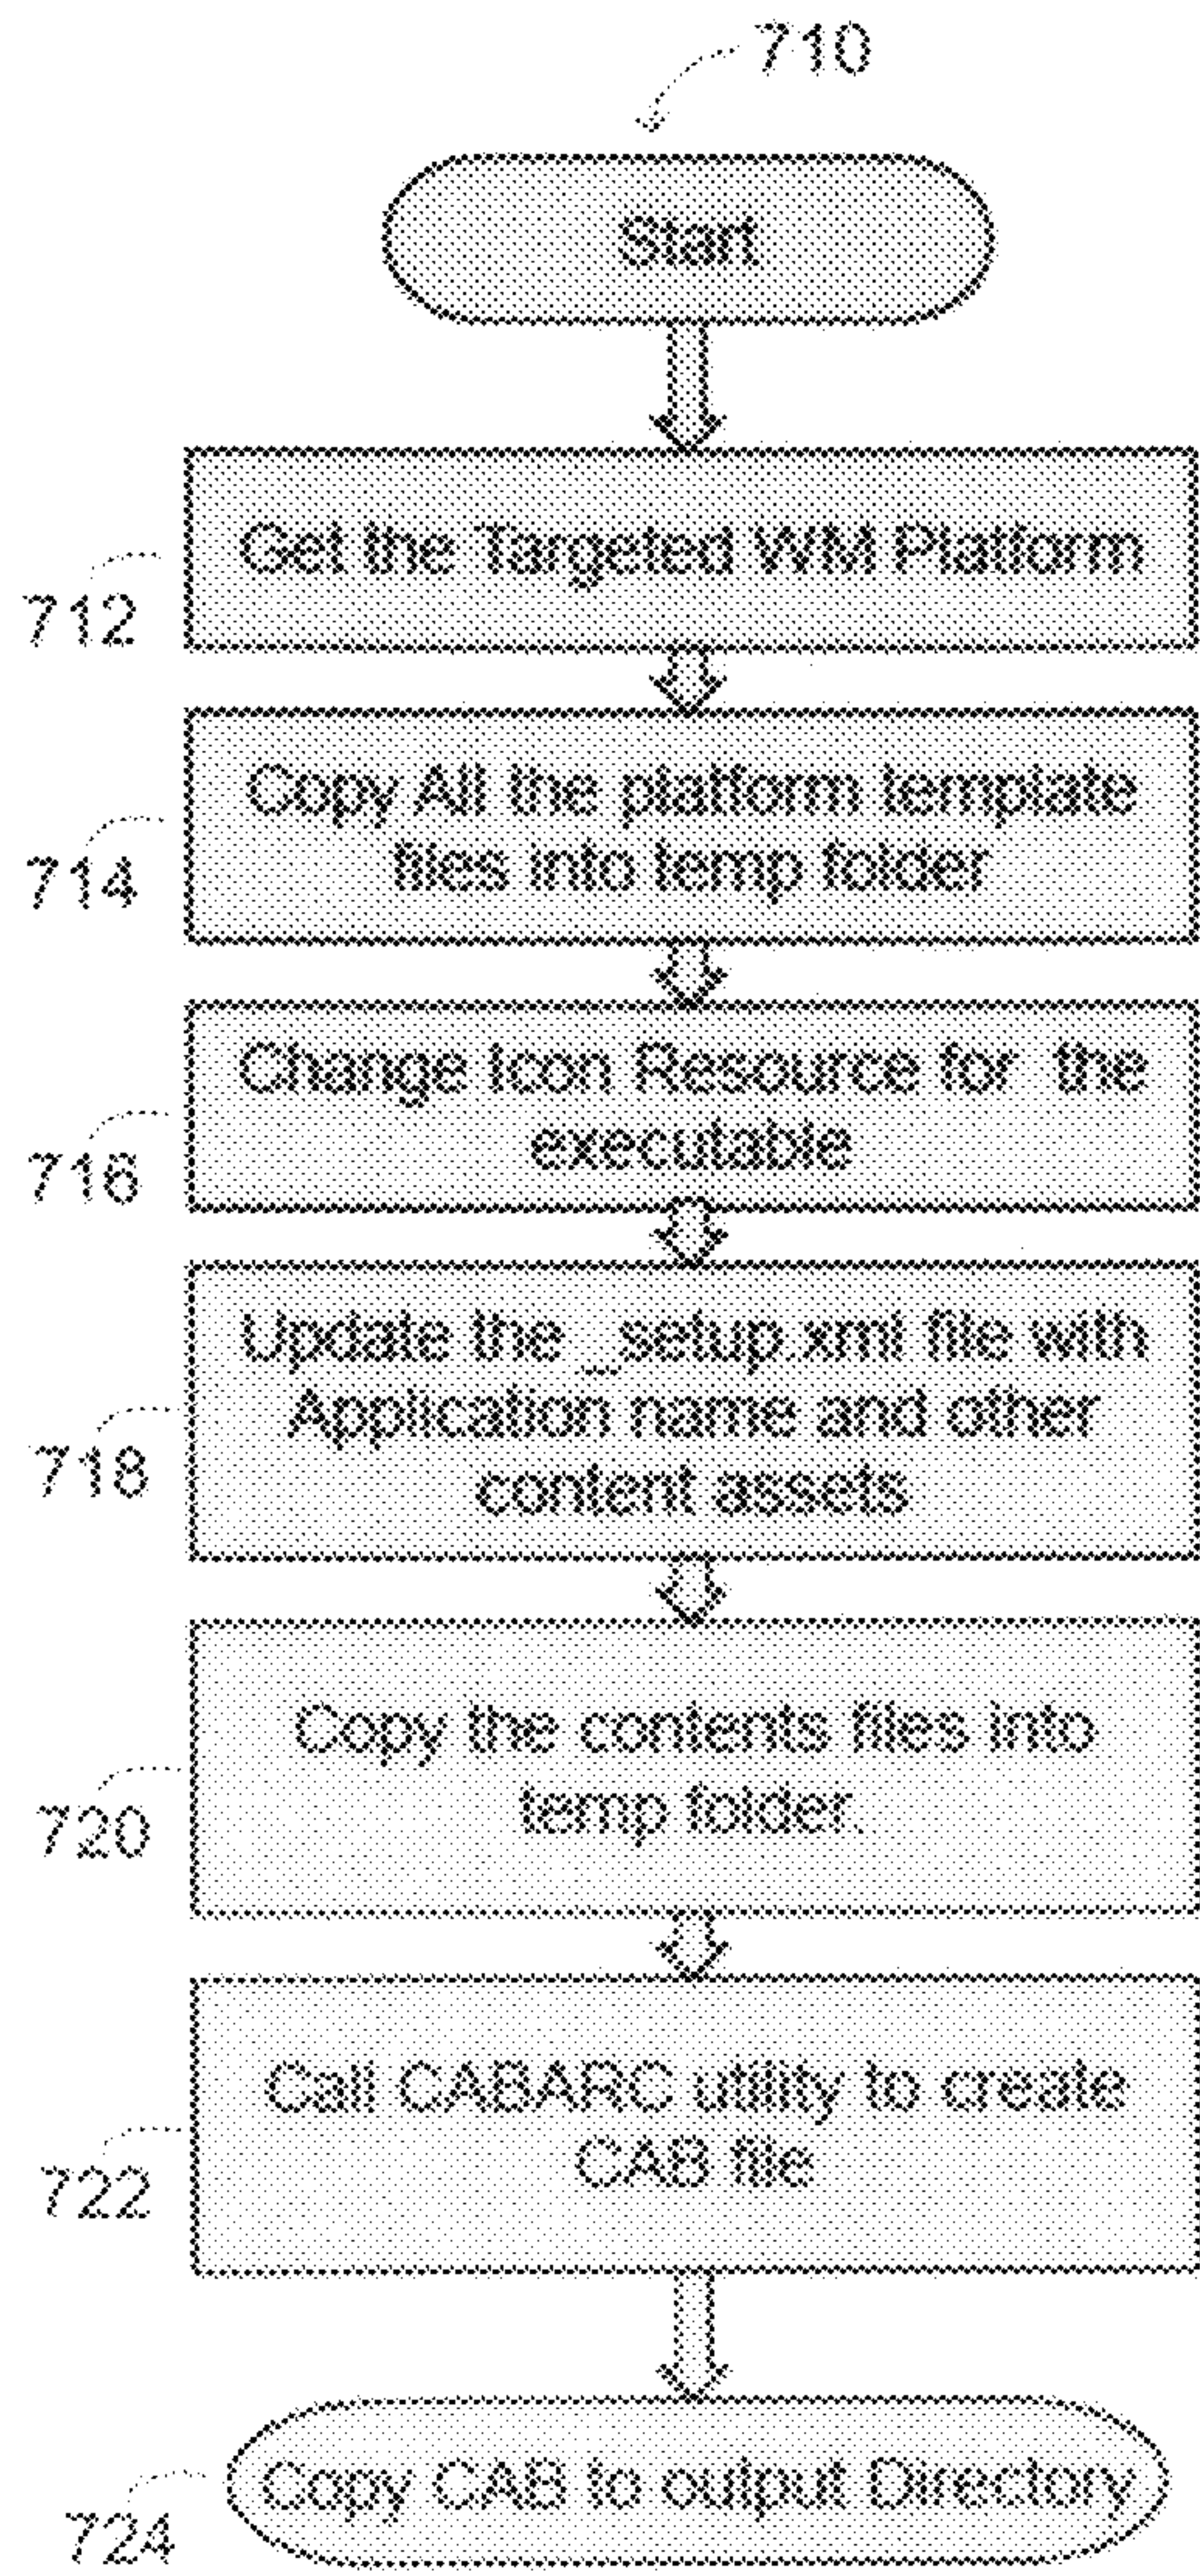 710
Start
Get the Targeted WM Platform
712
Copy All the platform template
files into temp folder
714
Change Icon Resource for the
executable
716
Update the _setup.xml file with
Application name and other
content assets
718
Copy the contents files into
temp folder.
720
Call CABARC utility to create
CAB file
722
Copy CAB to output Directory
724